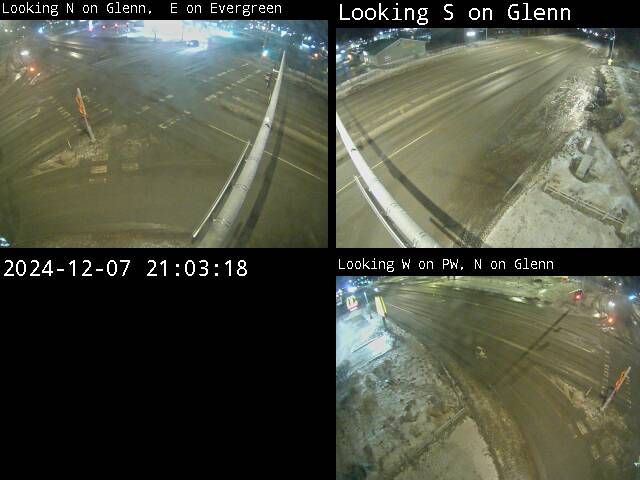 Looking N on Glenn, E on Evergreen
Looking S on Glenn
2024-12-07 21:03:18
Looking W on PW, N on Glenn